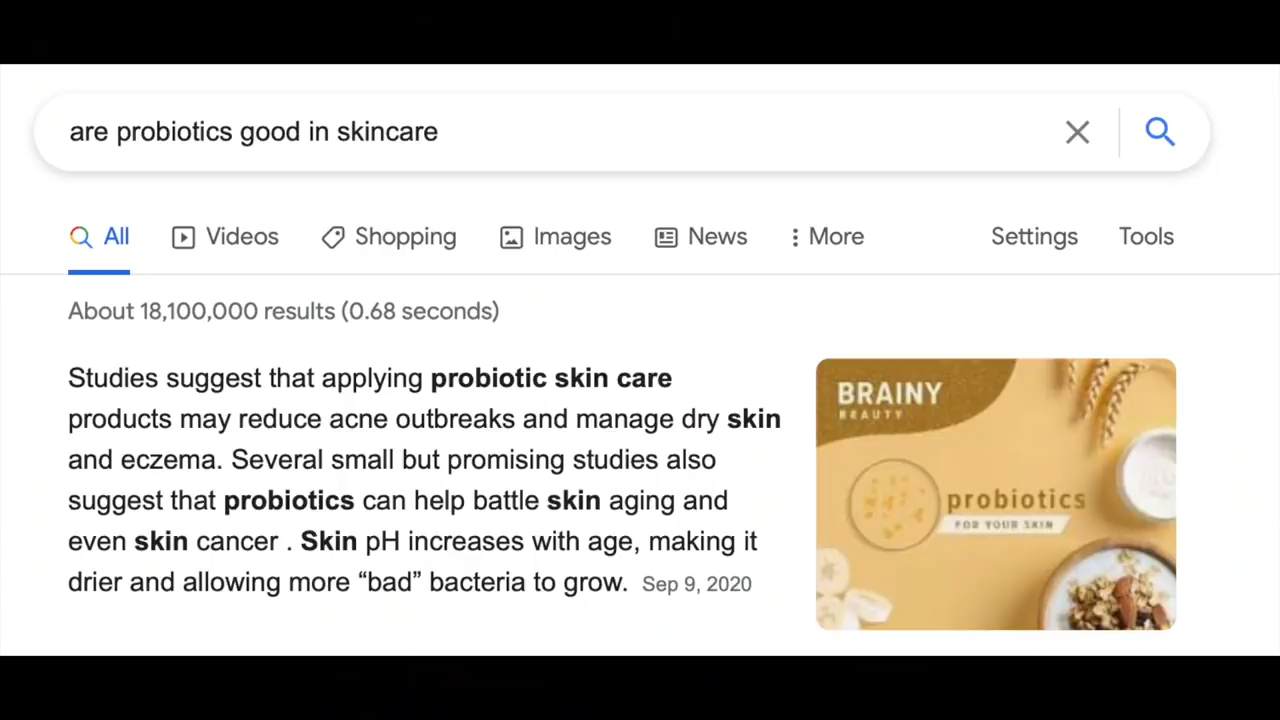 are probiotics good in skincare
All Videos Shopping Images News More Settings Tools
About 18,100,000 results (0.68 seconds)
Studies suggest that applying probiotic skin care
products may reduce acne outbreaks and manage dry skin
and eczema. Several small but promising studies also
suggest that probiotics can help battle skin aging and
even skin cancer . Skin pH increases with age, making it
drier and allowing more “bad” bacteria to grow. Sep 9, 2020
BRAINY
BEAUTY
probiotics
FOR YOUR SKIN